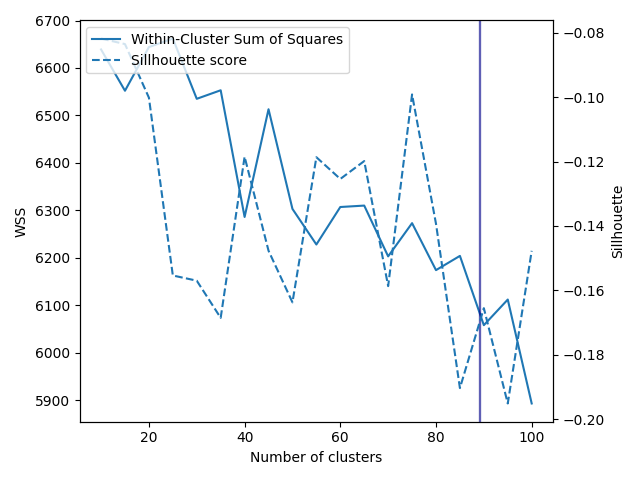 6700
6600
6500
6400
6300
6200
6100
6000
5900
WSS
Within-Cluster Sum of Squares
Sillhouette score
−0.08
−0.10
−0.12
−0.14
−0.16
−0.18
−0.20
Sillhouette
20 40 60 80 100
Number of clusters